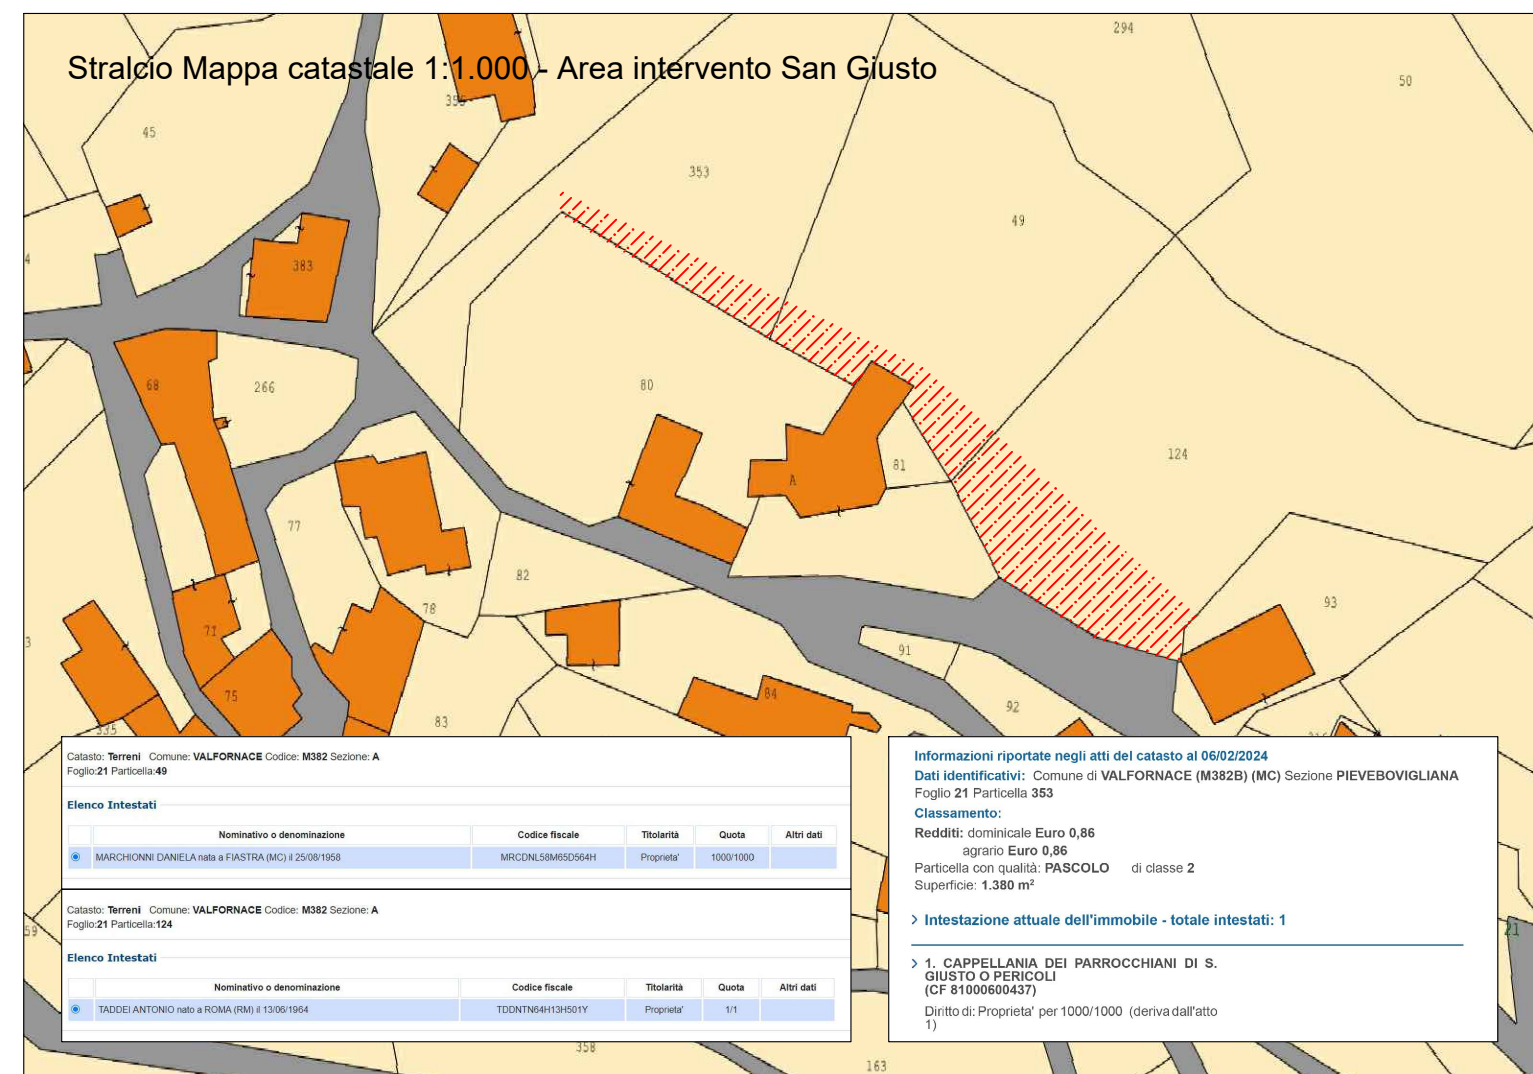 Stralcio Mappa catastale 1:1.000 - Area intervento San Giusto
294
50
45
355
353
49
383
80
68
266
124
81
A
77
82
78
93
71
91
75
84
92
83
335
Catasto: Terreni Comune: VALFORNACE Codice: M382 Sezione: A
Foglio:21 Particella:49
Elenco Intestati
Nominativo o denominazione Codice fiscale Titolarità Quota Altri dati
MARCHIONNI DANIELA nata a FIASTRA (MC) il 25/08/1958 MRCDNL58M65D564H Proprieta' 1000/1000
Catasto: Terreni Comune: VALFORNACE Codice: M382 Sezione: A
Foglio:21 Particella:124
Elenco Intestati
Nominativo o denominazione Codice fiscale Titolarità Quota Altri dati
TADDEI ANTONIO nato a ROMA (RM) il 13/06/1964 TDDNTN64H13H501Y Proprieta' 1/1
Informazioni riportate negli atti del catasto al 06/02/2024
Dati identificativi: Comune di VALFORNACE (M382B) (MC) Sezione PIEVEBOVIGLIANA
Foglio 21 Particella 353
Classamento:
Redditi: dominicale Euro 0,86
agrario Euro 0,86
Particella con qualità: PASCOLO di classe 2
Superficie: 1.380 m²
> Intestazione attuale dell'immobile - totale intestati: 1
> 1. CAPPELLANIA DEI PARROCCHIANI DI S.
GIUSTO O PERICOLI
(CF 81000600437)
Diritto di: Proprieta' per 1000/1000 (deriva dall'atto
1)
59
21
358
163